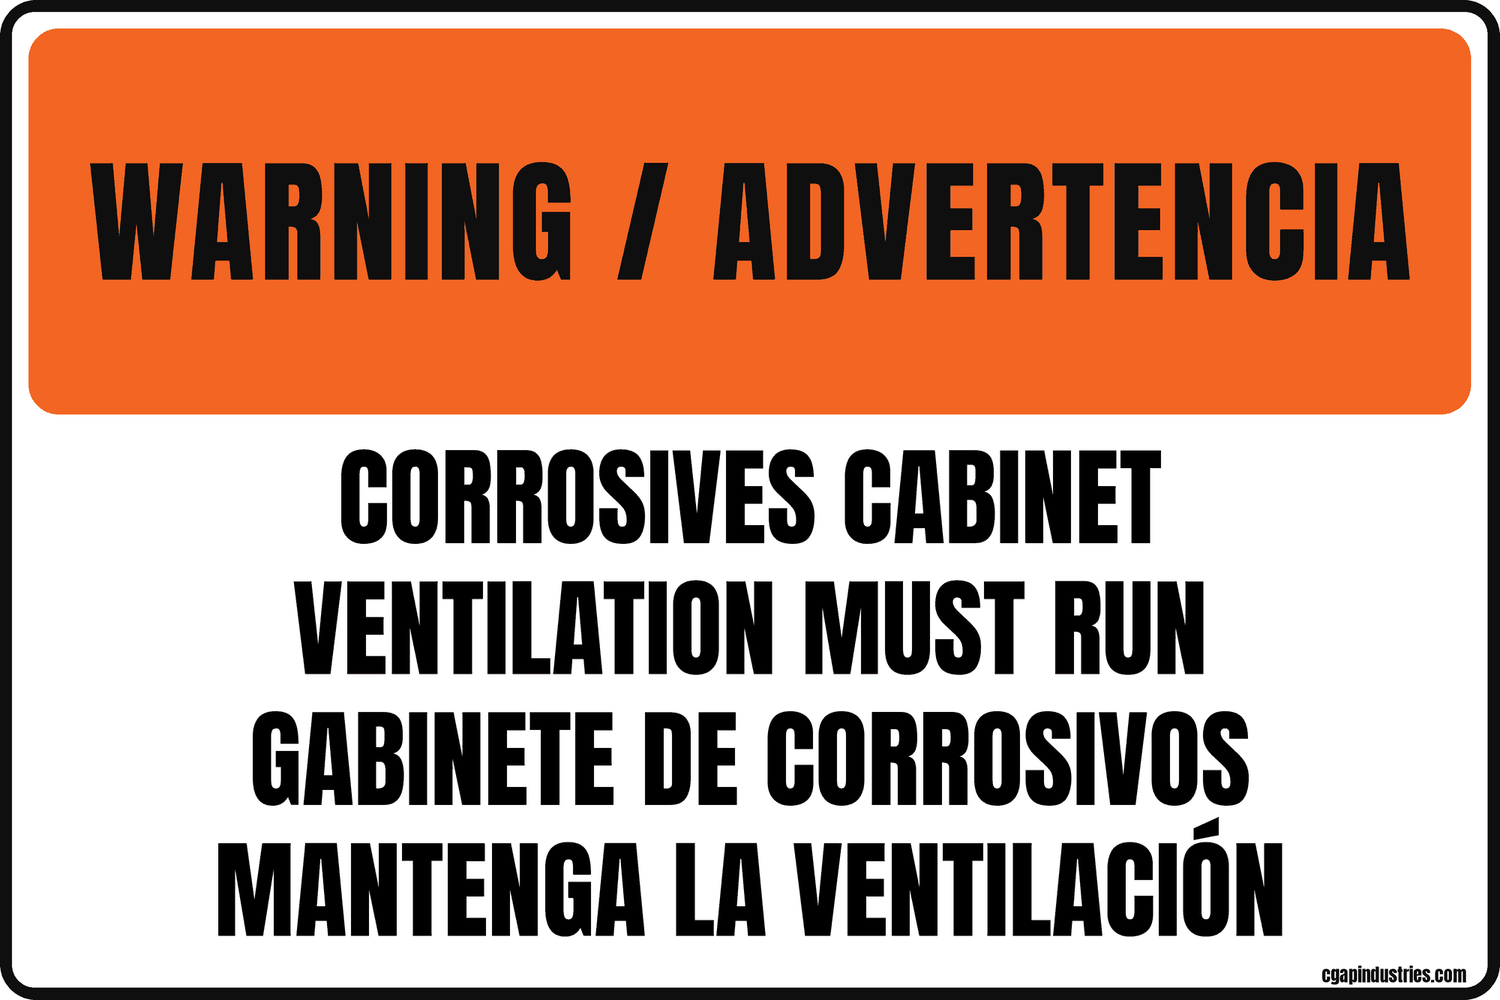 WARNING / ADVERTENCIA
CORROSIVES CABINET
VENTILATION MUST RUN
GABINETE DE CORROSIVOS
MANTENGA LA VENTILACIÓN
cgapindustries.com